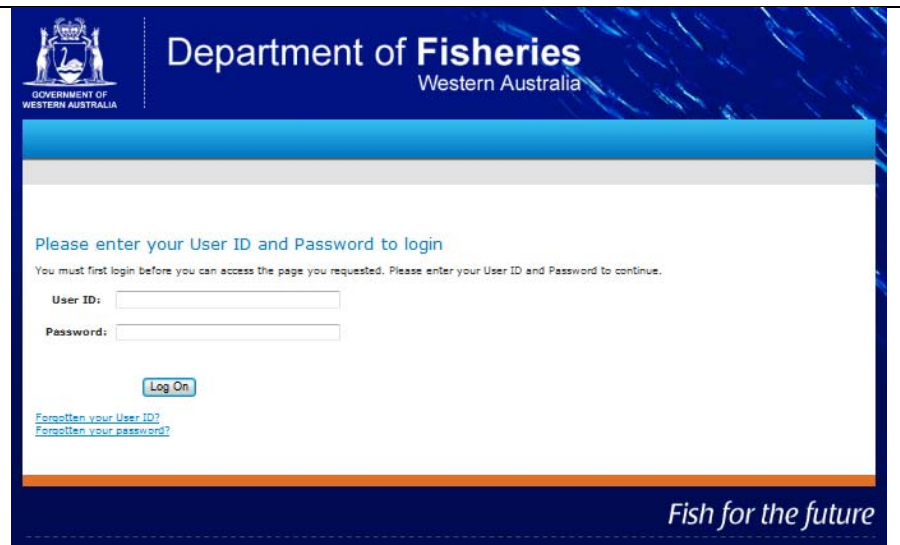 GOVERNMENT OF
WESTERN AUSTRALIA
Department of Fisheries
Western Australia
Please enter your User ID and Password to login
You must first login before you can access the page you requested. Please enter your User ID and Password to continue.
User ID:
Password:
Log On
Forgotten your User ID?
Forgotten your password?
Fish for the future